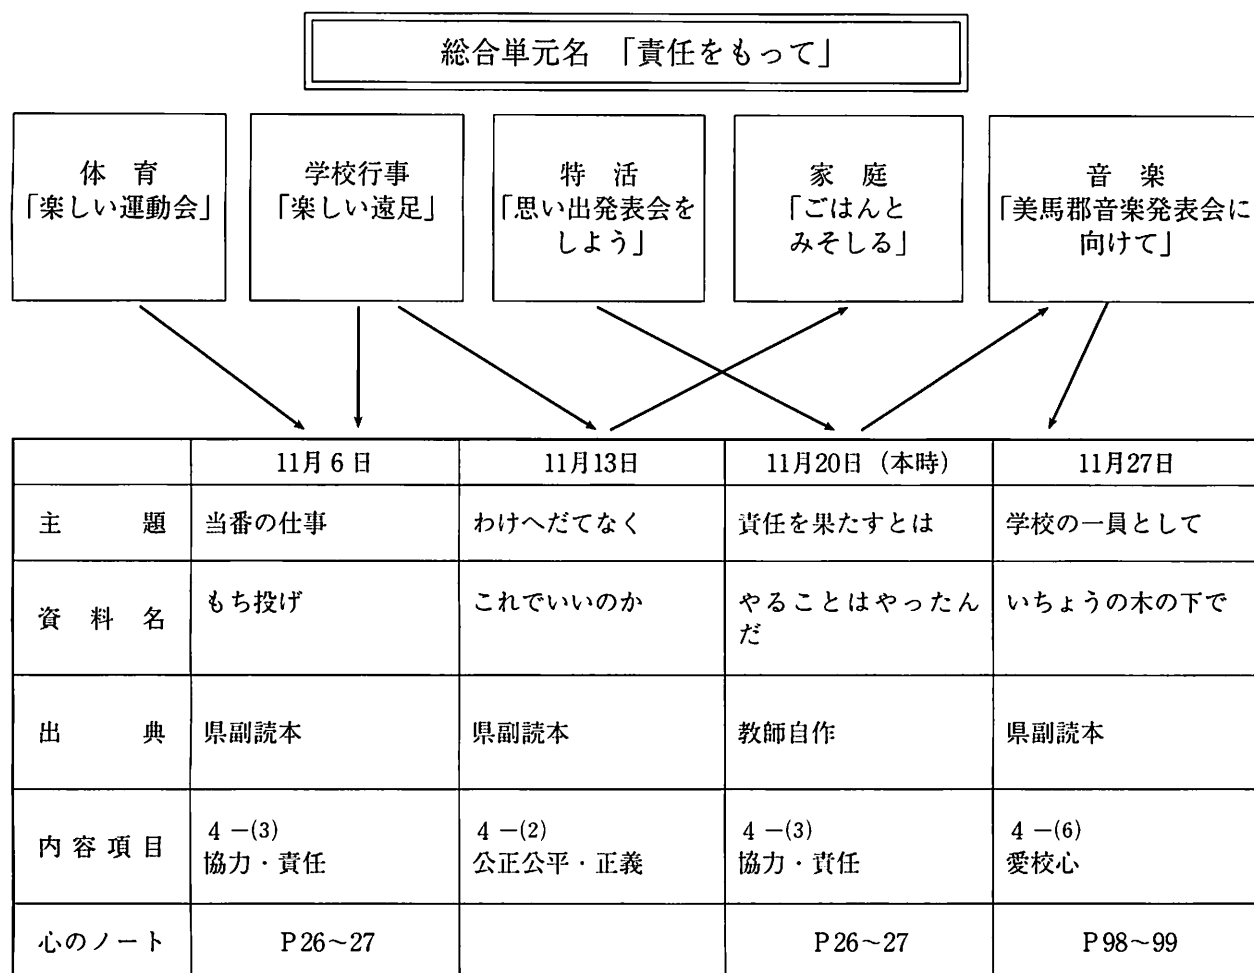 総合単元名 「責任をもって」
体 育
「楽しい運動会」
学校行事
「楽しい遠足」
特 活
「思い出発表会を
しよう」
家 庭
「ごはんと
みそしる」
音 楽
「美馬郡音楽発表会に
向けて」
11月6日 11月13日 11月20日（本時） 11月27日
主 題 当番の仕事 わけへだてなく 責任を果たすとは 学校の一員として
資 料 名 もち投げ これでいいのか やることはやったん いちょうの木の下で
だ
出 典 県副読本 県副読本 教師自作 県副読本
内 容 項 目 4－(3) 4－(2) 4－(3) 4－(6)
協力・責任 公正公平・正義 協力・責任 愛校心
心のノート P26～27 P26～27 P98～99